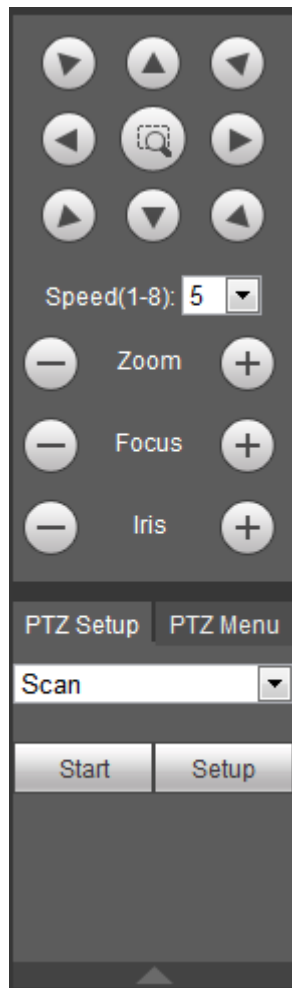 Speed(1-8): 5
Zoom
Focus
Iris
PTZ Setup PTZ Menu
Scan
Start Setup